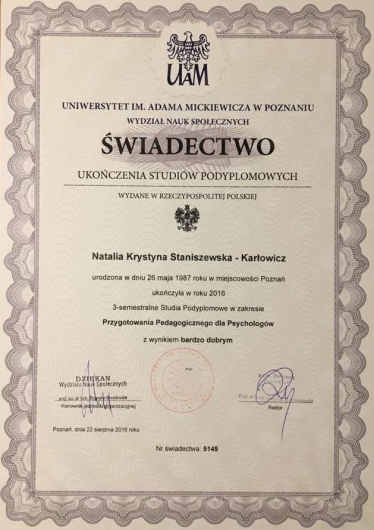 UAM
UNIWERSYTET IM. ADAMA MICKIEWICZA W POZNANIU
WYDZIAŁ NAUK SPOŁECZNYCH
ŚWIADECTWO
UKOŃCZENIA STUDIÓW PODYPLOMOWYCH
WYDANE W RZECZYPOSPOLITEJ POLSKIEJ
Natalia Krystyna Staniszewska - Karłowicz
urodzona w dniu 26 maja 1987 roku w miejscowości Poznań
ukończyła w roku 2016
3-semestralne Studia Podyplomowe w zakresie
Przygotowania Pedagogicznego dla Psychologów
z wynikiem bardzo dobrym
DZIEKAN
Wydziału Nauk Społecznych
Kierownik jednostki organizacyjnej
Rektor
Poznań, dnia 22 sierpnia 2016 roku
Nr świadectwa: 5149